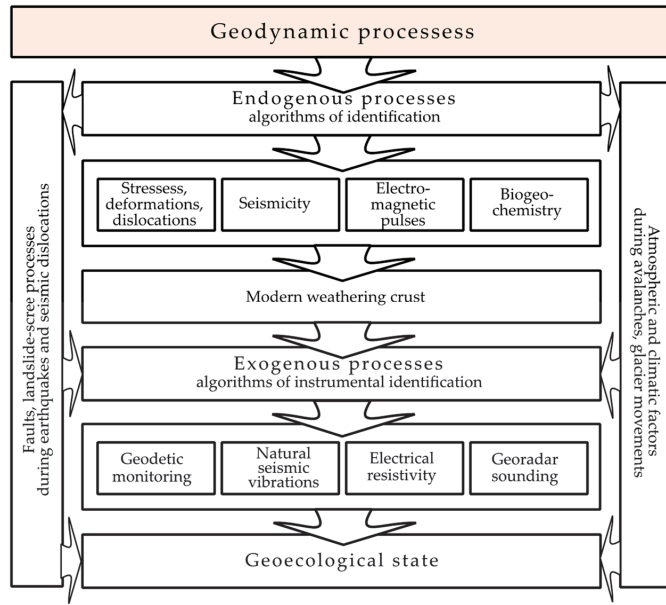 Geodynamic processess
Endogenous processes
algorithms of identification
Stressess,
deformations,
dislocations
Seismicity
Electro-
magnetic
pulses
Biogeo-
chemistry
Modern weathering crust
Exogenous processes
algorithms of instrumental identification
Geodetic
monitoring
Natural
seismic
vibrations
Electrical
resistivity
Georadar
sounding
Geoecological state
Faults, landslide-scree processes
during earthquakes and seismic dislocations
Atmospheric and climatic factors
during avalanches, glacier movements